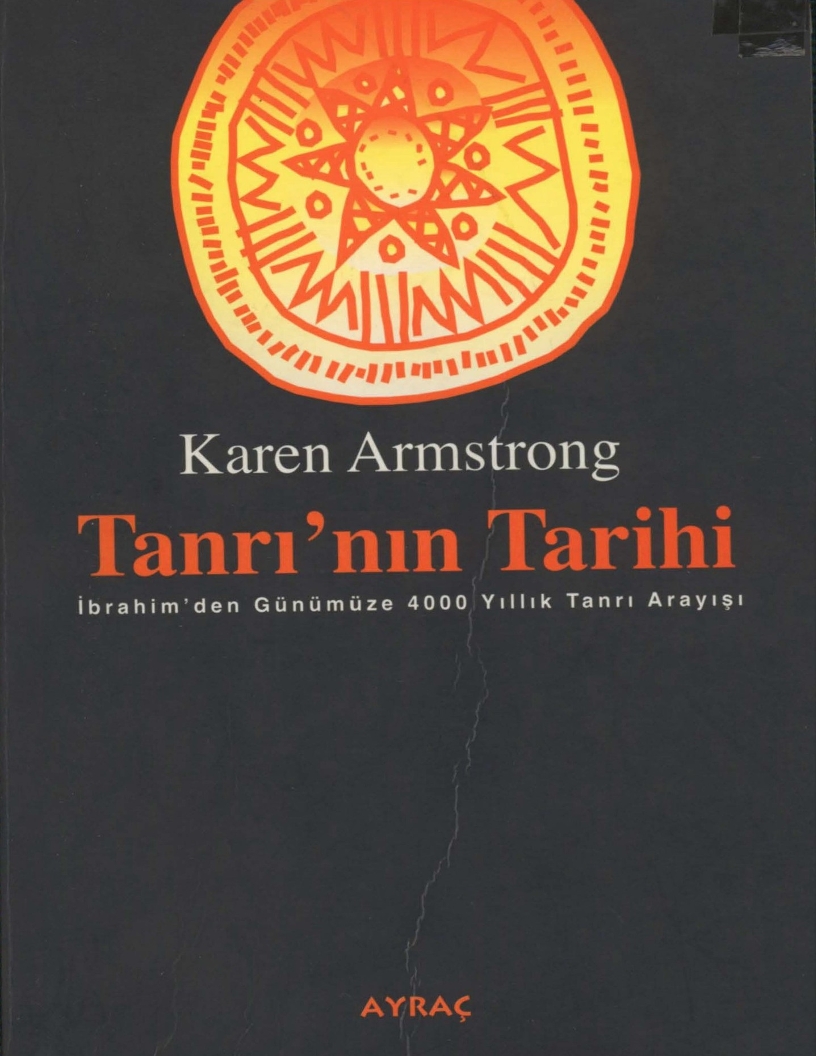 Karen Armstrong
Tanrı’nın Tarihi
İbrahim’den Günümüze 4000 Yıllık Tanrı Arayışı
AYRAÇ